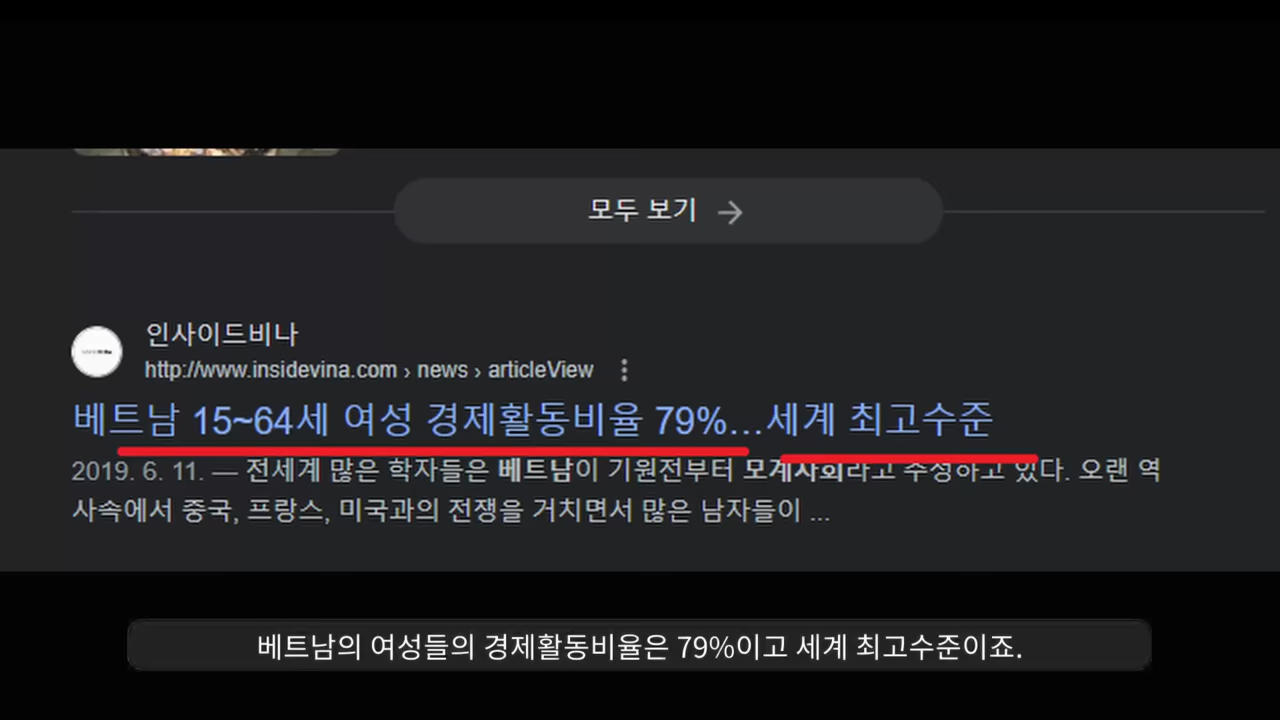 모두 보기 →
인사이드비나
http://www.insidevina.com › news › articleView
베트남 15~64세 여성 경제활동비율 79%...세계 최고수준
2019. 6. 11. — 전세계 많은 학자들은 베트남이 기원전부터 모계사회라고 추정하고 있다. 오랜 역
사속에서 중국, 프랑스, 미국과의 전쟁을 거치면서 많은 남자들이 ...
베트남의 여성들의 경제활동비율은 79%이고 세계 최고수준이죠.